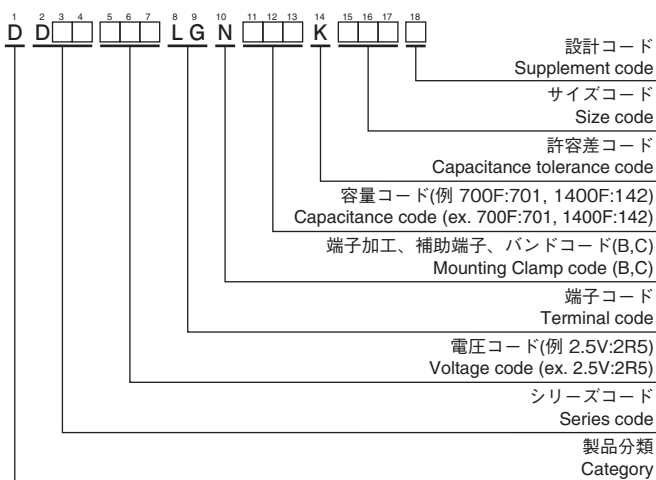 1 2 3 4 5 6 7 8 9 10 11 12 13 14 15 16 17 18
D D□□ □□□ LG N □□□ K □□□ □
設計コード
Supplement code
サイズコード
Size code
許容差コード
Capacitance tolerance code
容量コード(例 700F:701, 1400F:142)
Capacitance code (ex. 700F:701, 1400F:142)
端子加工、補助端子、バンドコード(B,C)
Mounting Clamp code (B,C)
端子コード
Terminal code
電圧コード(例 2.5V:2R5)
Voltage code (ex. 2.5V:2R5)
シリーズコード
Series code
製品分類
Category